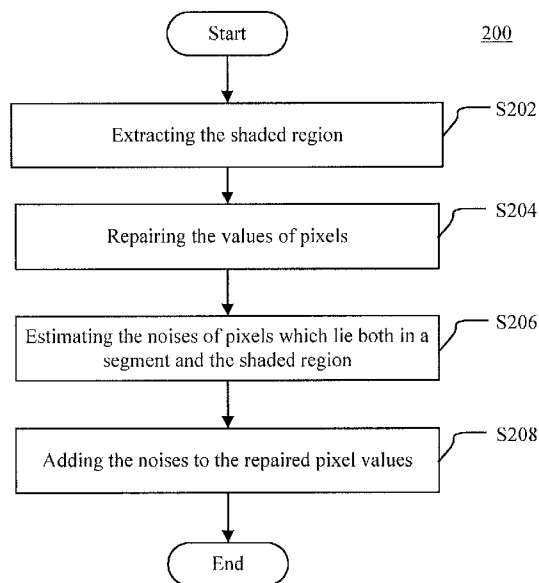 Start
200
Extracting the shaded region
S202
Repairing the values of pixels
S204
Estimating the noises of pixels which lie both in a
segment and the shaded region
S206
Adding the noises to the repaired pixel values
S208
End